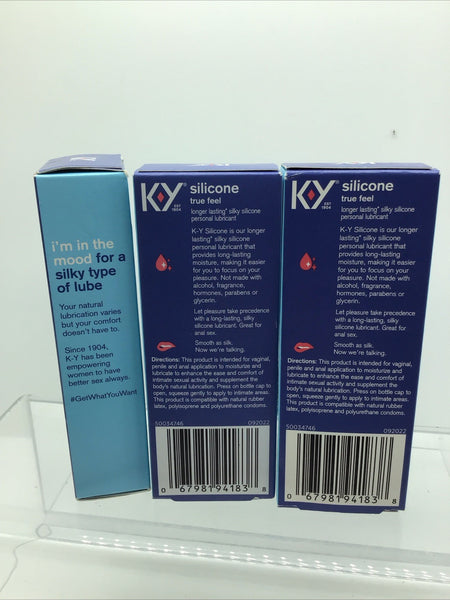 i'm in the
mood for a
silky type
of lube
Your natural
lubrication varies
but your comfort
doesn't have to.
Since 1904,
K-Y has been
empowering
women to have
better sex always.
#GetWhatYouWant
K-Y
EST
1904
silicone
true feel
longer lasting* silky silicone
personal lubricant
K-Y Silicone is our longer
lasting* silky silicone
personal lubricant that
provides long-lasting
moisture, making it easier
for you to focus on your
pleasure. Not made with
alcohol, fragrance,
hormones, parabens or
glycerin.
Let pleasure take precedence
with a long-lasting, silky
silicone lubricant. Great for
anal sex.
Smooth as silk.
Now we're talking.
Directions: This product is intended for vaginal,
penile and anal application to moisturize and
lubricate to enhance the ease and comfort of
intimate sexual activity and supplement the
body's natural lubrication. Press on bottle cap to
open, squeeze gently to apply to intimate areas.
This product is compatible with natural rubber
latex, polyisoprene and polyurethane condoms.
50034746 092022
0 67981 94183 8
K-Y
EST
1904
silicone
true feel
longer lasting* silky silicone
personal lubricant
K-Y Silicone is our longer
lasting* silky silicone
personal lubricant that
provides long-lasting
moisture, making it easier
for you to focus on your
pleasure. Not made with
alcohol, fragrance,
hormones, parabens or
glycerin.
Let pleasure take precedence
with a long-lasting, silky
silicone lubricant. Great for
anal sex.
Smooth as silk.
Now we're talking.
Directions: This product is intended for vaginal,
penile and anal application to moisturize and
lubricate to enhance the ease and comfort of
intimate sexual activity and supplement the
body's natural lubrication. Press on bottle cap to
open, squeeze gently to apply to intimate areas.
This product is compatible with natural rubber
latex, polyisoprene and polyurethane condoms.
50034746 092022
0 67981 94183 8